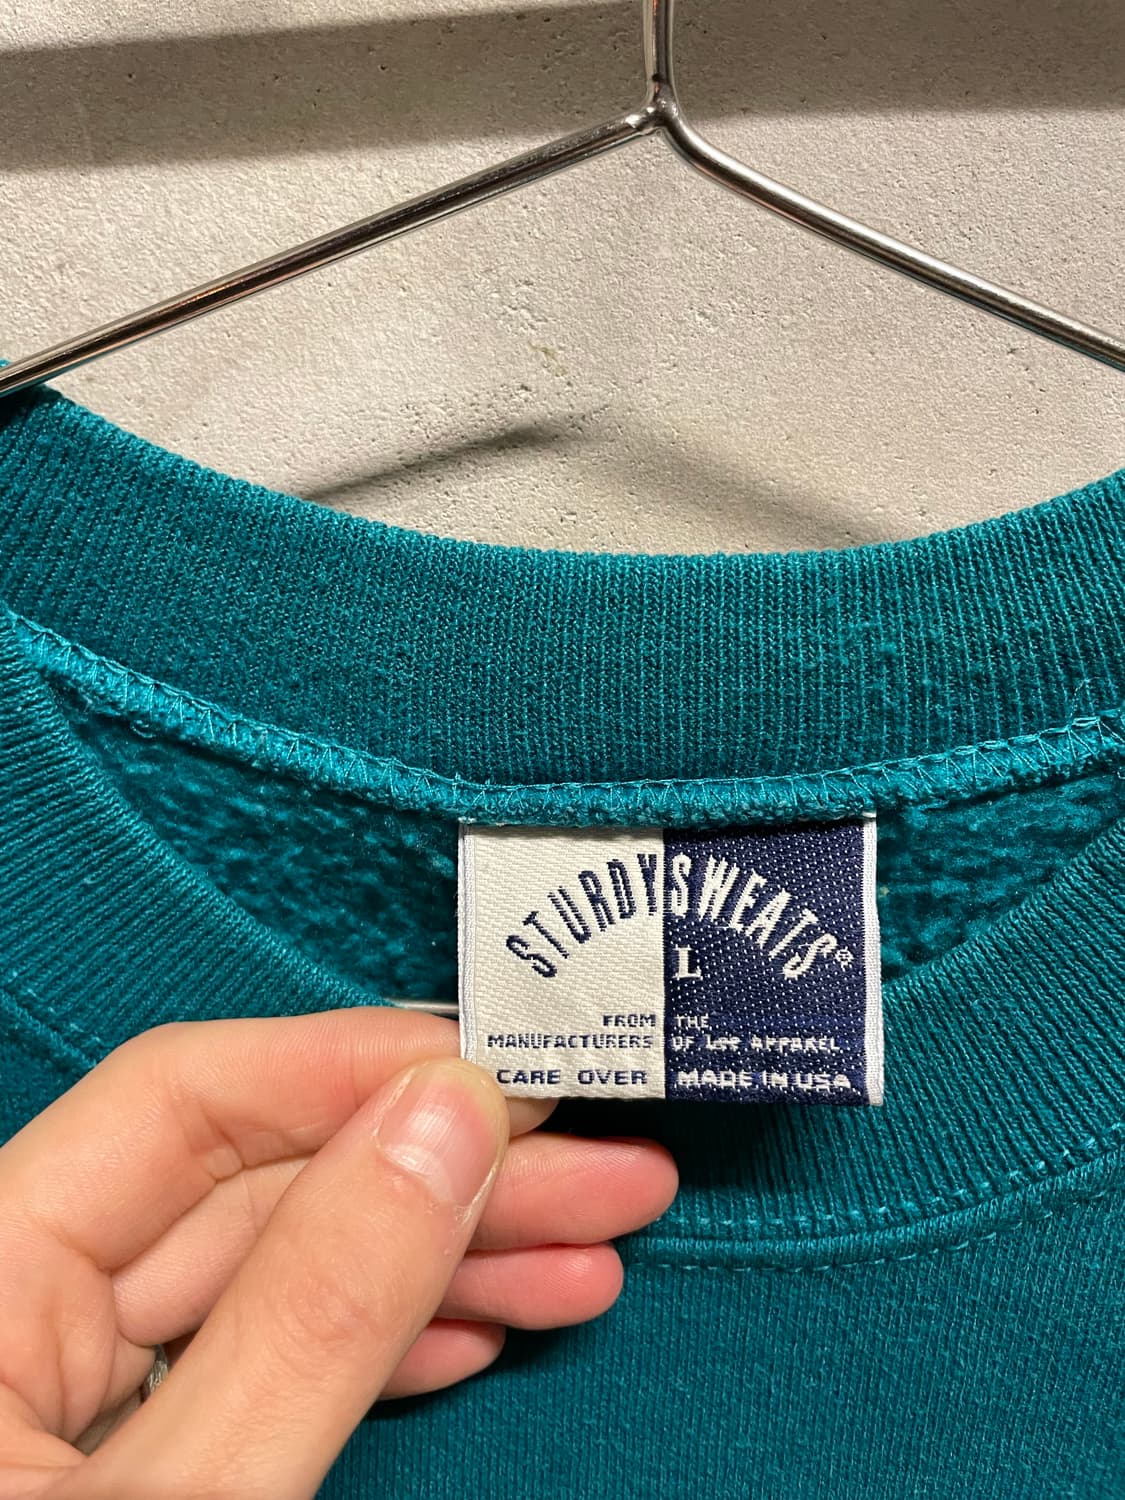 STURDYSWEATS®
L
FROM THE
MANUFACTURERS OF Lee APPAREL
CARE OVER MADE IN USA